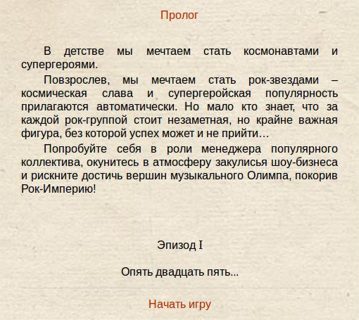 Пролог
В детстве мы мечтаем стать космонавтами и
супергероями.
Повзрослев, мы мечтаем стать рок-звездами –
космическая слава и супергеройская популярность
прилагаются автоматически. Но мало кто знает, что за
каждой рок-группой стоит незаметная, но крайне важная
фигура, без которой успех может и не прийти…
Попробуйте себя в роли менеджера популярного
коллектива, окунитесь в атмосферу закулисья шоу-бизнеса
и рискните достичь вершин музыкального Олимпа, покорив
Рок-Империю!
Эпизод I
Опять двадцать пять...
Начать игру